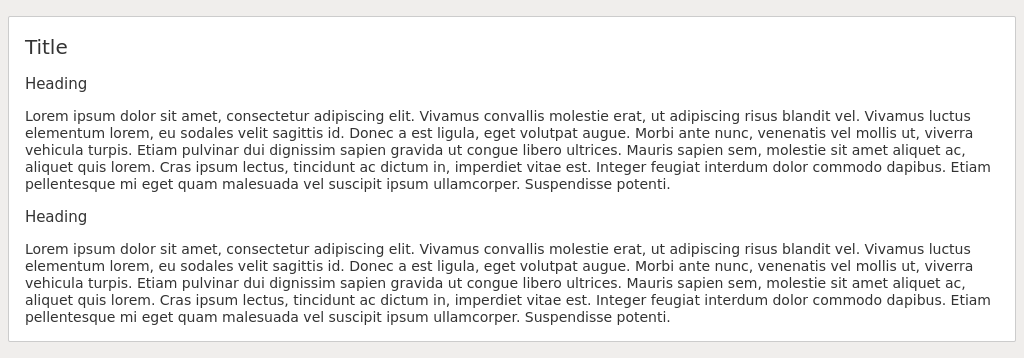 Title
Heading
Lorem ipsum dolor sit amet, consectetur adipiscing elit. Vivamus convallis molestie erat, ut adipiscing risus blandit vel. Vivamus luctus
elementum lorem, eu sodales velit sagittis id. Donec a est ligula, eget volutpat augue. Morbi ante nunc, venenatis vel mollis ut, viverra
vehicula turpis. Etiam pulvinar dui dignissim sapien gravida ut congue libero ultrices. Mauris sapien sem, molestie sit amet aliquet ac,
aliquet quis lorem. Cras ipsum lectus, tincidunt ac dictum in, imperdiet vitae est. Integer feugiat interdum dolor commodo dapibus. Etiam
pellentesque mi eget quam malesuada vel suscipit ipsum ullamcorper. Suspendisse potenti.
Heading
Lorem ipsum dolor sit amet, consectetur adipiscing elit. Vivamus convallis molestie erat, ut adipiscing risus blandit vel. Vivamus luctus
elementum lorem, eu sodales velit sagittis id. Donec a est ligula, eget volutpat augue. Morbi ante nunc, venenatis vel mollis ut, viverra
vehicula turpis. Etiam pulvinar dui dignissim sapien gravida ut congue libero ultrices. Mauris sapien sem, molestie sit amet aliquet ac,
aliquet quis lorem. Cras ipsum lectus, tincidunt ac dictum in, imperdiet vitae est. Integer feugiat interdum dolor commodo dapibus. Etiam
pellentesque mi eget quam malesuada vel suscipit ipsum ullamcorper. Suspendisse potenti.